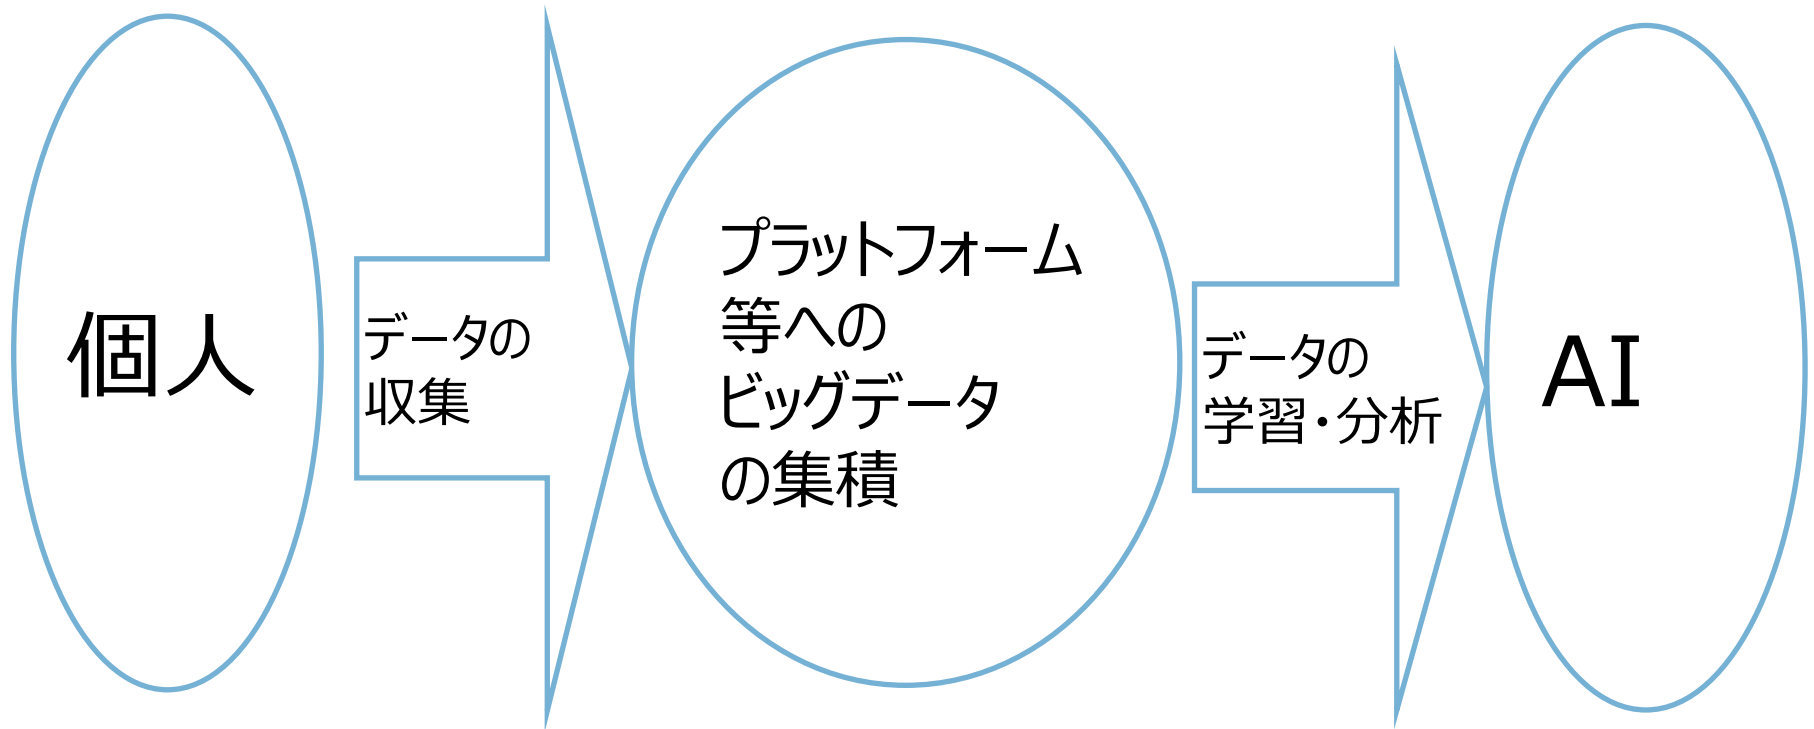 個人
データの
収集
プラットフォーム
等への
ビッグデータ
の集積
データの
学習・分析
AI